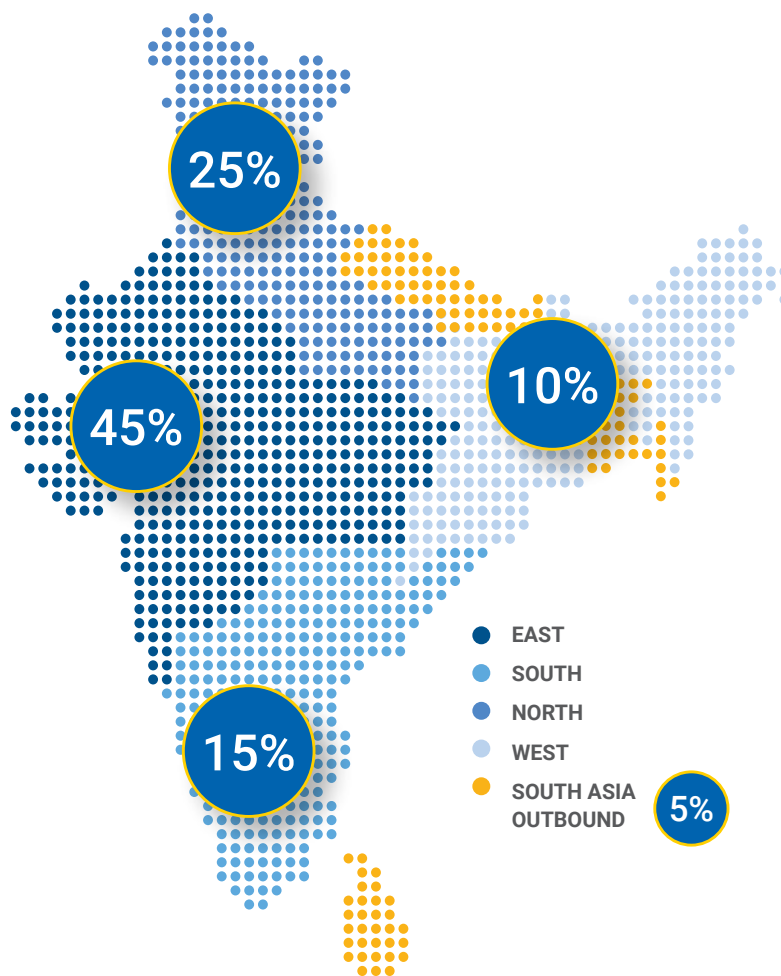 25%
10%
45%
EAST
SOUTH
NORTH
15%
WEST
SOUTH ASIA
OUTBOUND
5%